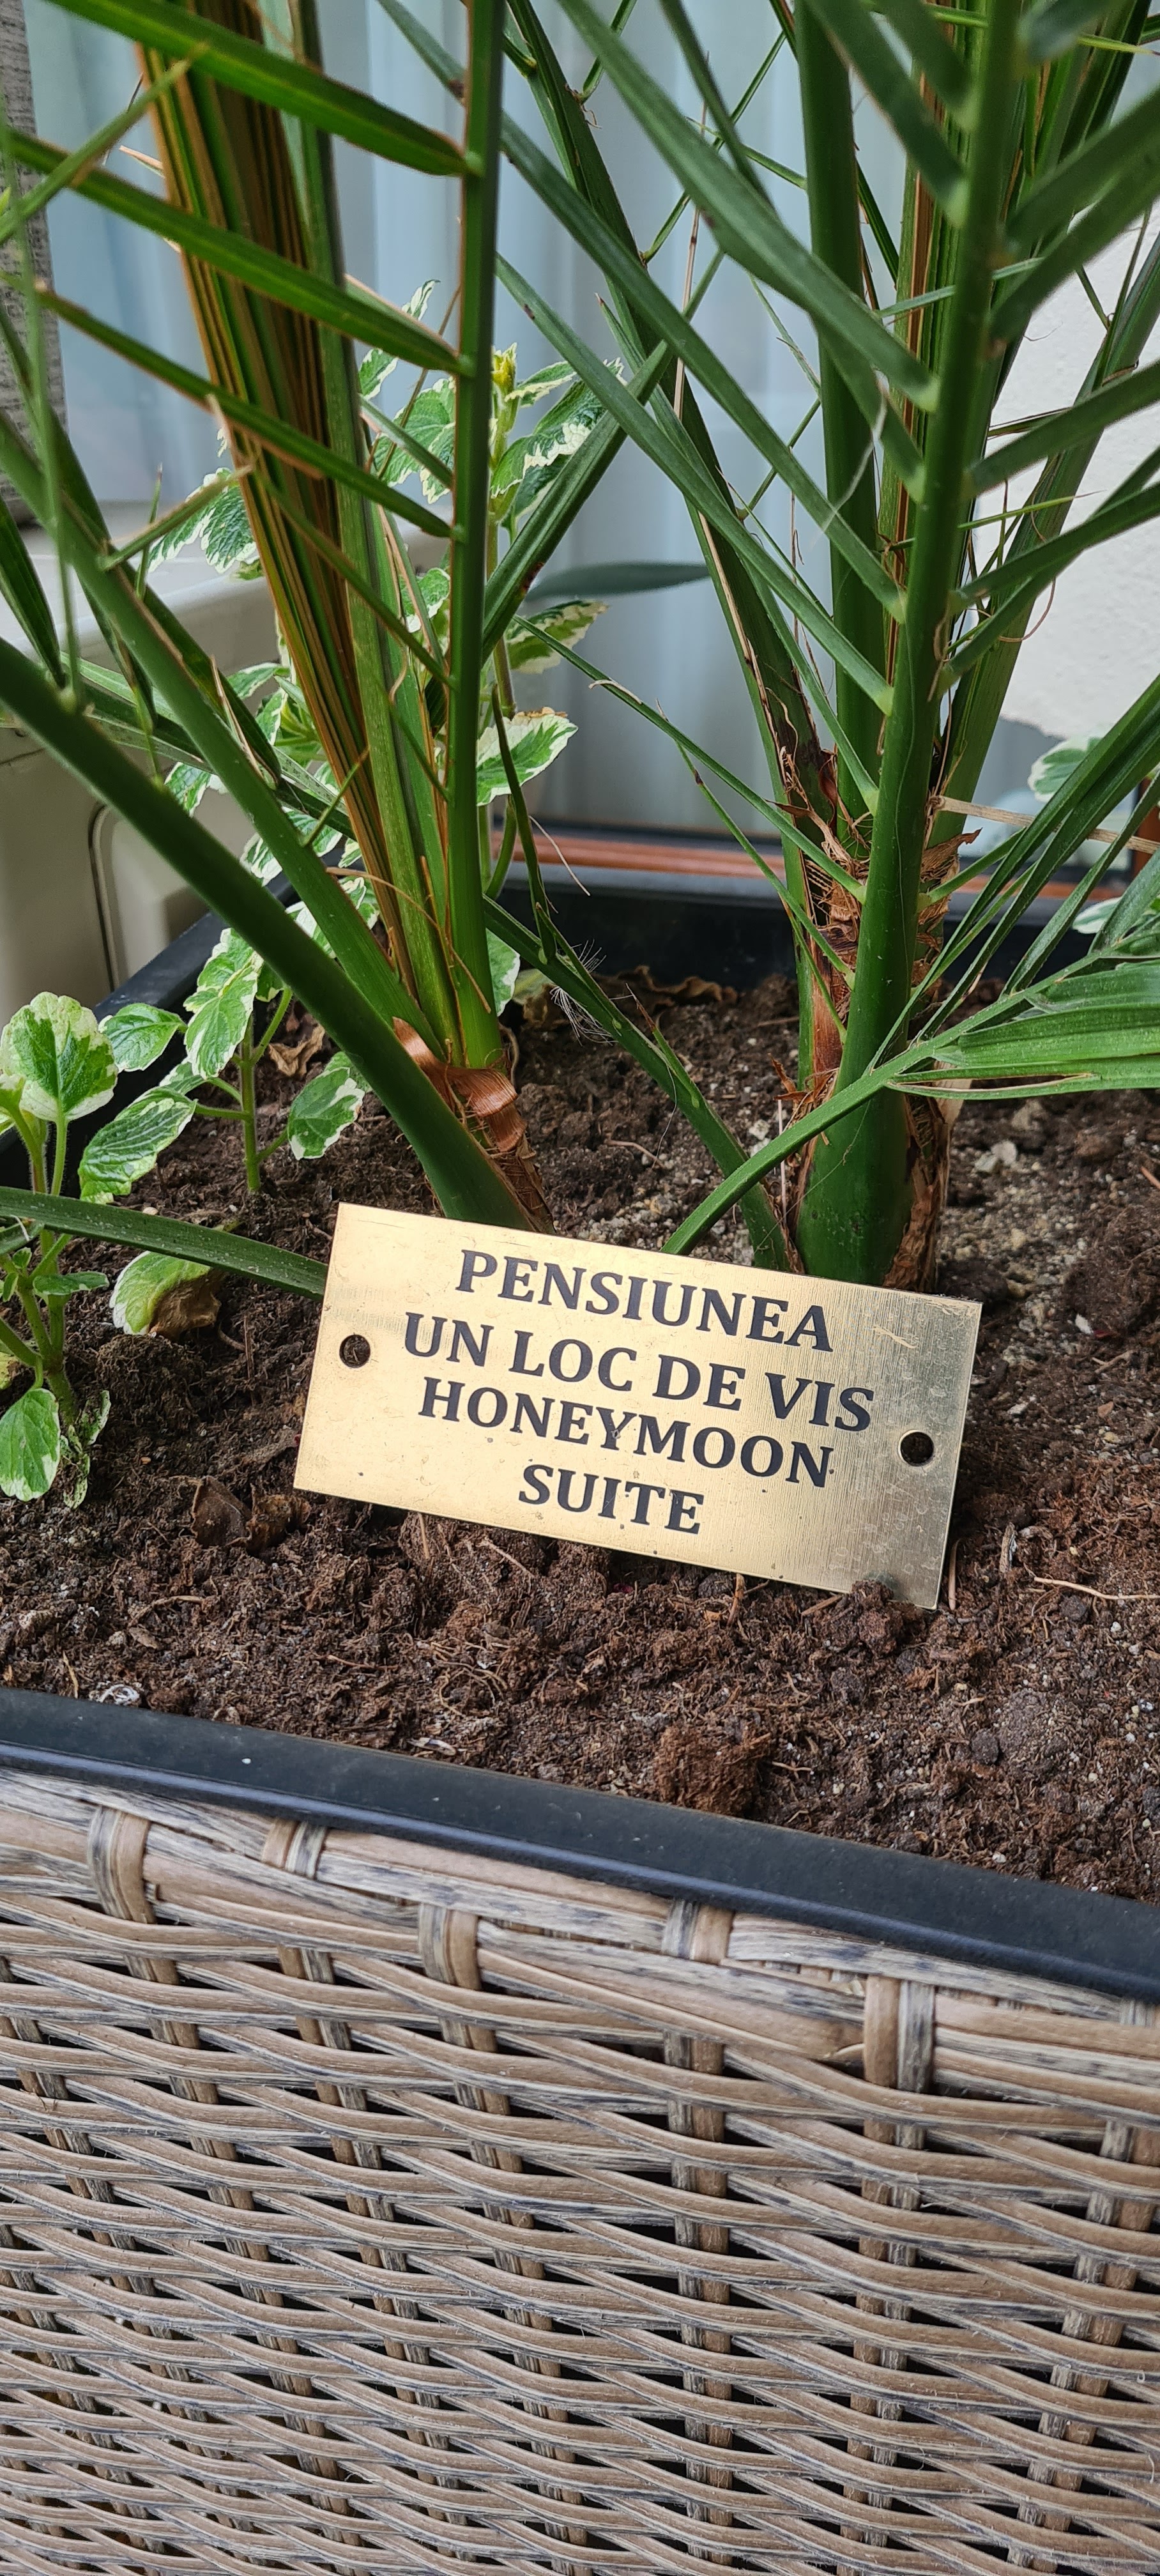 PENSIUNEA
UN LOC DE VIS
HONEYMOON
SUITE